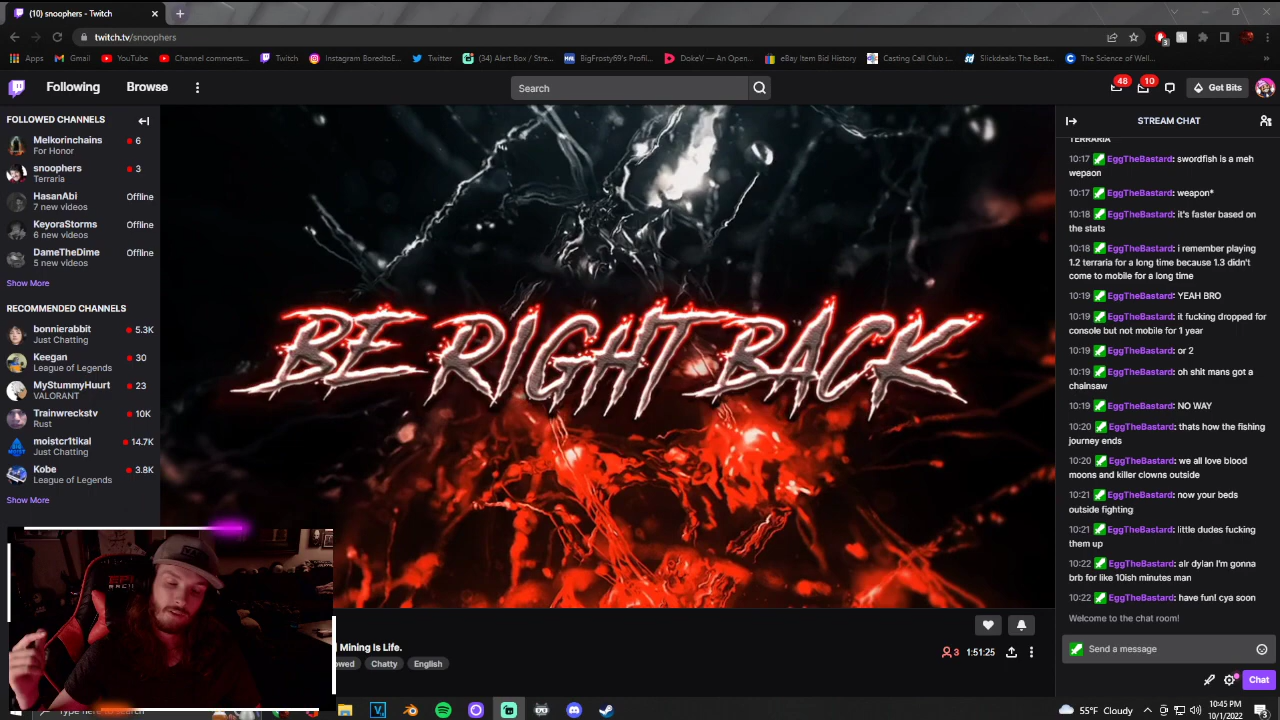 (10) snoophers - Twitch
twitch.tv/snoophers
Apps
Gmail
YouTube
Channel comments...
Twitch
Instagram BoredtoE...
Twitter
(34) Alert Box / Stre...
BigFrosty69's Profil...
DokeV — An Open...
eBay Item Bid History
Casting Call Club :...
Slickdeals: The Best...
The Science of Well...
Following
Browse
Search
48
10
Get Bits
FOLLOWED CHANNELS
Melkorinchains
6
For Honor
snoophers
3
Terraria
HasanAbi
Offline
7 new videos
KeyoraStorms
Offline
6 new videos
DameTheDime
Offline
5 new videos
Show More
RECOMMENDED CHANNELS
bonnierabbit
5.3K
Just Chatting
Keegan
30
League of Legends
MyStummyHuurt
23
VALORANT
Trainwreckstv
10K
Rust
moistcr1tikal
14.7K
Just Chatting
Kobe
3.8K
League of Legends
Show More
BE RIGHT BACK
Mining Is Life.
owed
Chatty
English
3
1:51:25
STREAM CHAT
TERRARIA
10:17 EggTheBastard: swordfish is a meh
wepaon
10:17 EggTheBastard: weapon*
10:18 EggTheBastard: it's faster based on
the stats
10:18 EggTheBastard: i remember playing
1.2 terraria for a long time because 1.3 didn't
come to mobile for a long time
10:19 EggTheBastard: YEAH BRO
10:19 EggTheBastard: it fucking dropped for
console but not mobile for 1 year
10:19 EggTheBastard: or 2
10:19 EggTheBastard: oh shit mans got a
chainsaw
10:19 EggTheBastard: NO WAY
10:20 EggTheBastard: thats how the fishing
journey ends
10:20 EggTheBastard: we all love blood
moons and killer clowns outside
10:21 EggTheBastard: now your beds
outside fighting
10:21 EggTheBastard: little dudes fucking
them up
10:22 EggTheBastard: alr dylan I'm gonna
brb for like 10ish minutes man
10:22 EggTheBastard: have fun! cya soon
Welcome to the chat room!
Send a message
Chat
Type here to search
55°F Cloudy
10:45 PM
10/1/2022